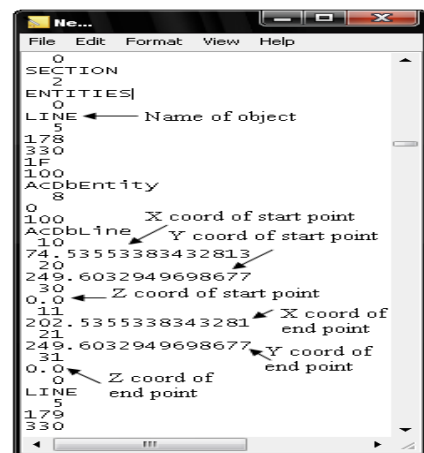 Ne...
File Edit Format View Help
0
SECTION
2
ENTITIES
0
LINE Name of object
5
178
330
1F
100
AcDbEntity
8
0
100 X coord of start point
AcDbLine Y coord of start point
10
74.53553383432813
20
249.6032949698677
30
0.0 Z coord of start point
11
202.5355338343281 X coord of
21 end point
249.6032949698677 Y coord of
31 end point
0.0 Z coord of
0 end point
LINE
5
179
330